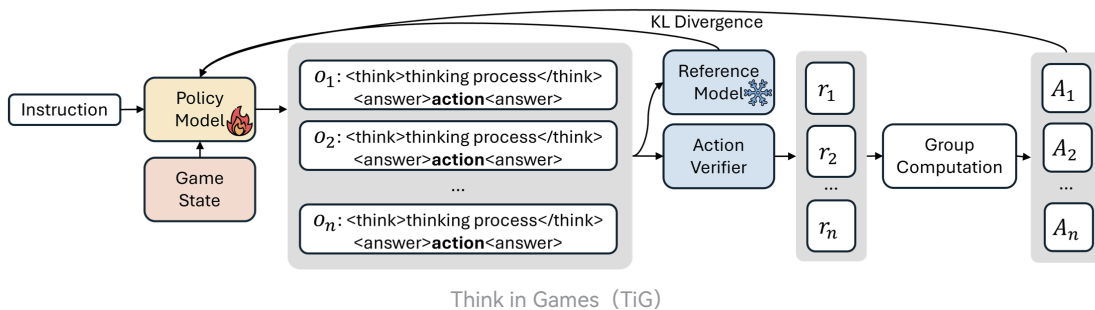 KL Divergence
Instruction
Policy
Model
Game
State
o₁: <think>thinking process</think>
<answer>action<answer>
o₂: <think>thinking process</think>
<answer>action<answer>
...
oₙ: <think>thinking process</think>
<answer>action<answer>
Reference
Model
Action
Verifier
r₁
r₂
...
rₙ
Group
Computation
A₁
A₂
...
Aₙ
Think in Games（TiG）